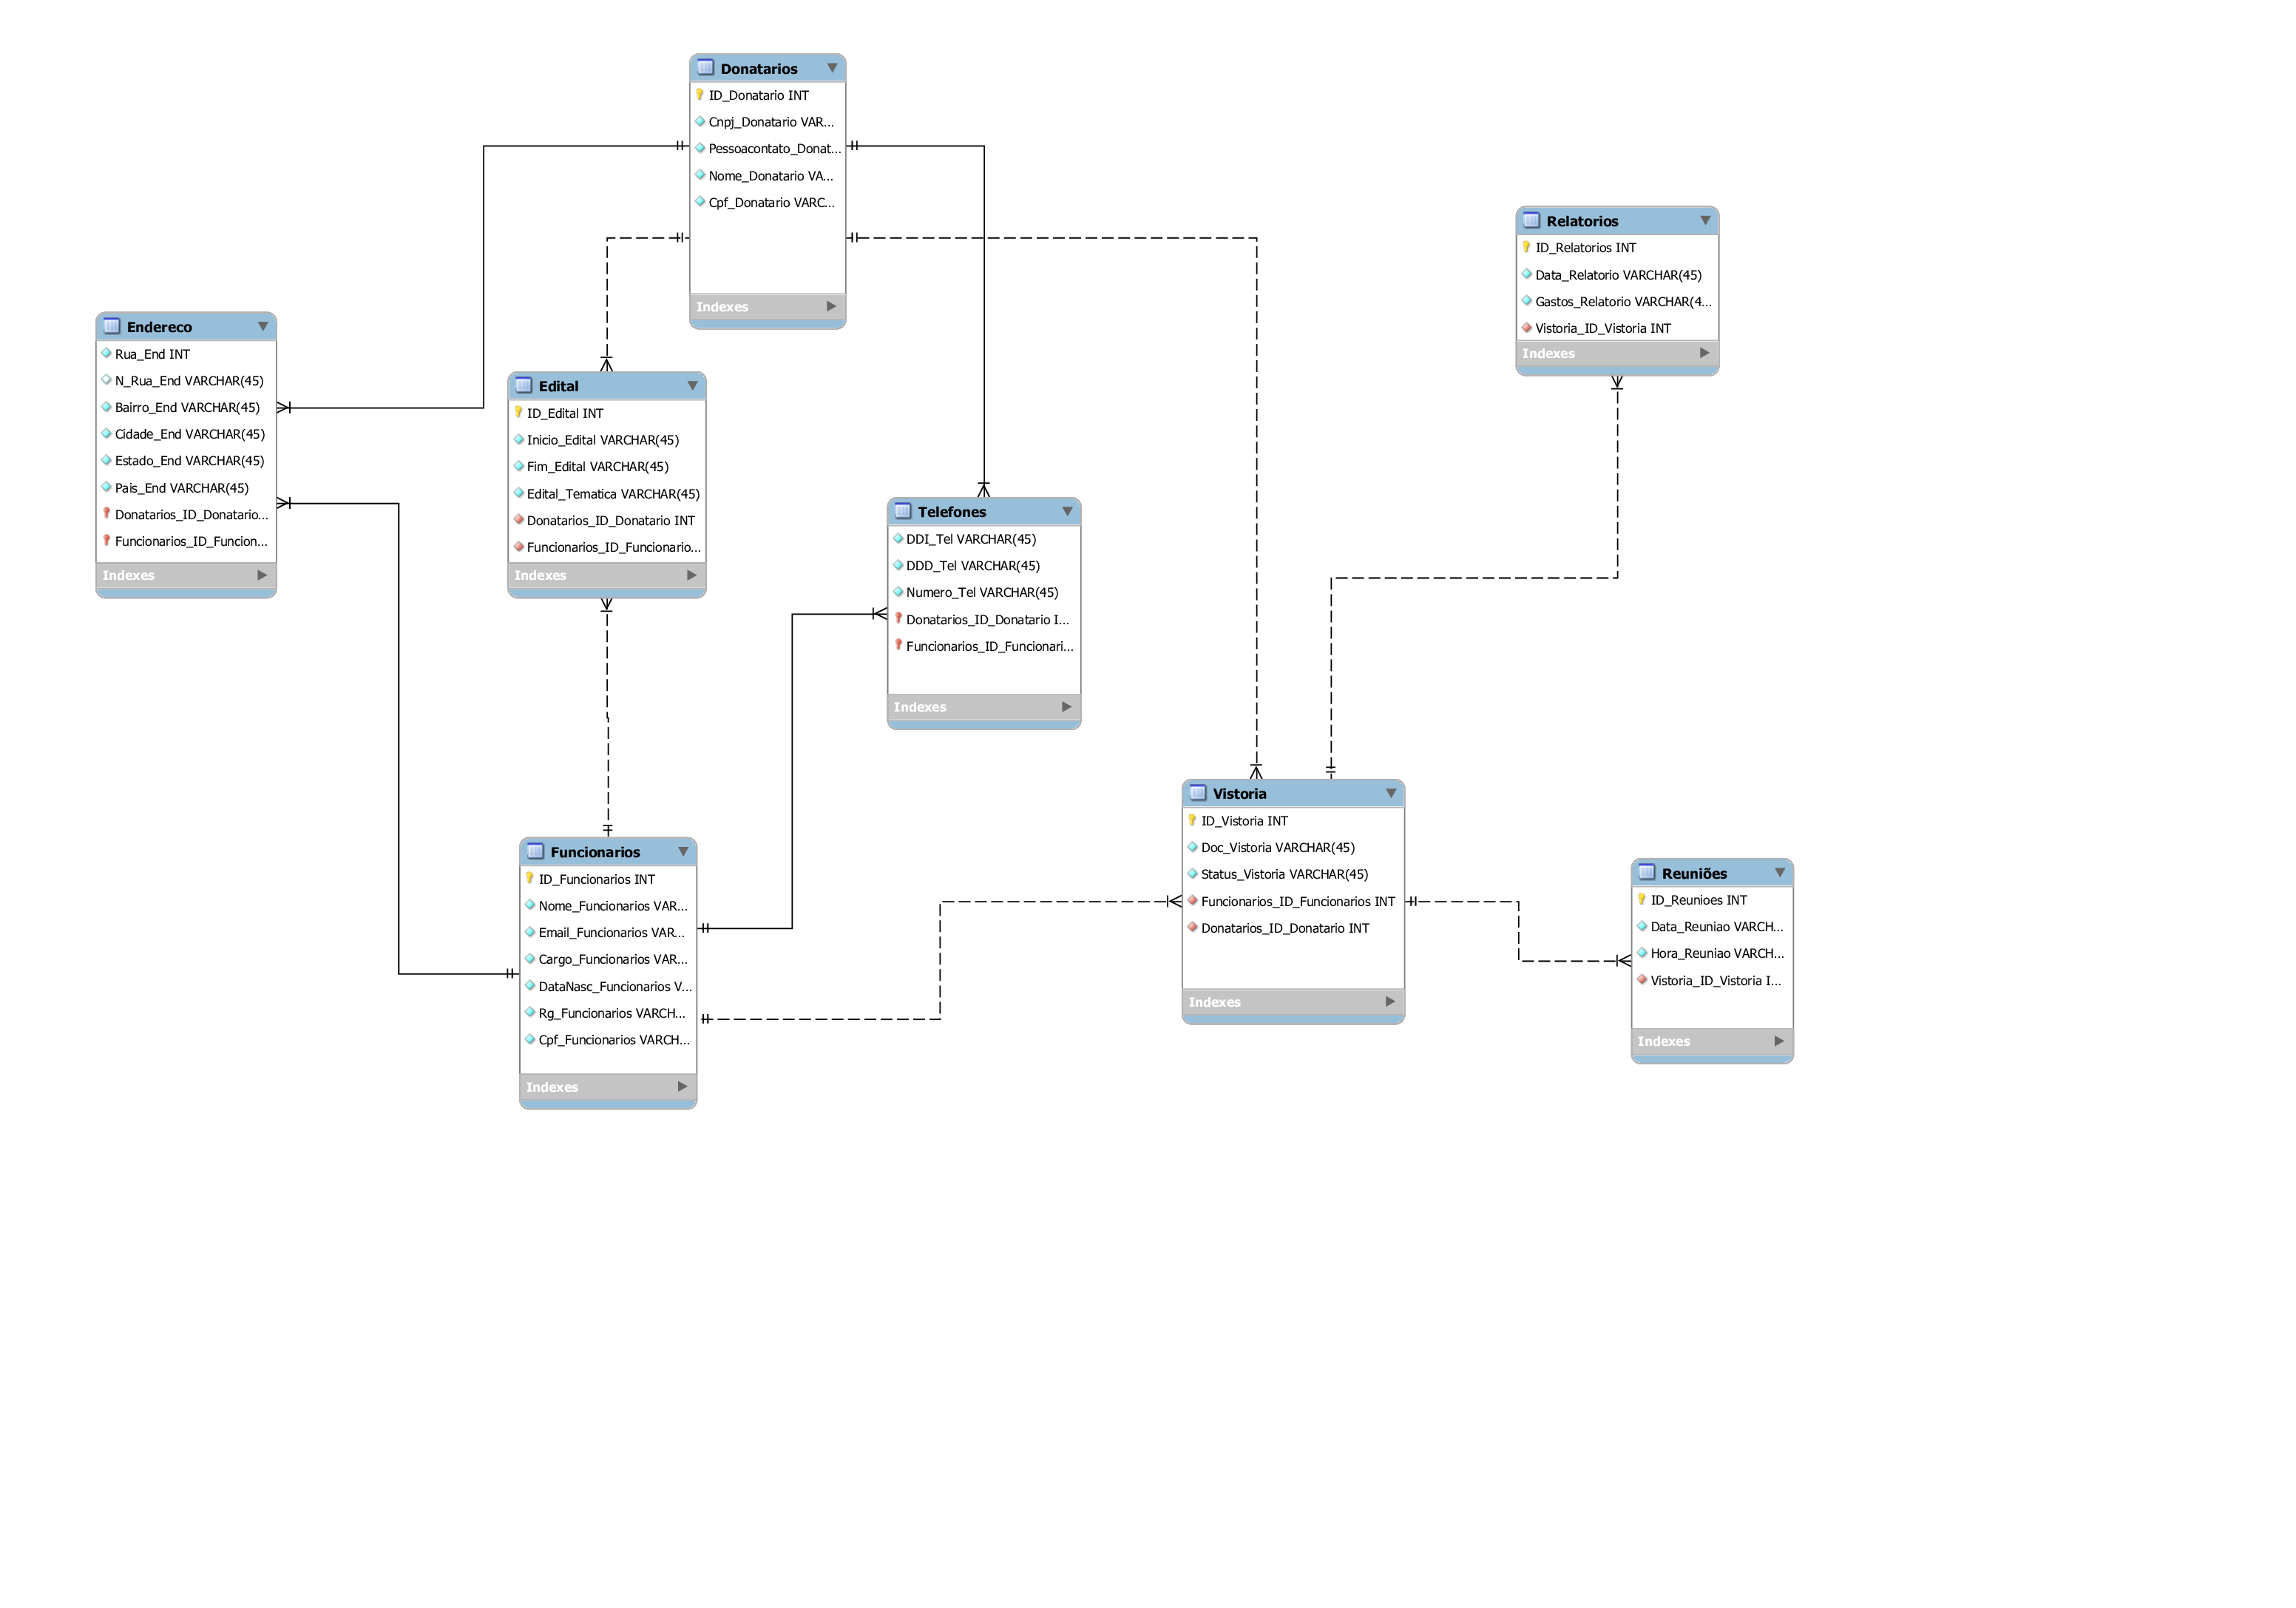 Donatarios
ID_Donatario INT
Cnpj_Donatario VAR...
Pessoacontato_Donat...
Nome_Donatario VA...
Cpf_Donatario VARC...
Indexes
Relatorios
ID_Relatorios INT
Data_Relatorio VARCHAR(45)
Gastos_Relatorio VARCHAR(4...
Vistoria_ID_Vistoria INT
Indexes
Endereco
Rua_End INT
N_Rua_End VARCHAR(45)
Bairro_End VARCHAR(45)
Cidade_End VARCHAR(45)
Estado_End VARCHAR(45)
Pais_End VARCHAR(45)
Donatarios_ID_Donatario...
Funcionarios_ID_Funcion...
Indexes
Edital
ID_Edital INT
Inicio_Edital VARCHAR(45)
Fim_Edital VARCHAR(45)
Edital_Tematica VARCHAR(45)
Donatarios_ID_Donatario INT
Funcionarios_ID_Funcionario...
Indexes
Telefones
DDI_Tel VARCHAR(45)
DDD_Tel VARCHAR(45)
Numero_Tel VARCHAR(45)
Donatarios_ID_Donatario I...
Funcionarios_ID_Funcionari...
Indexes
Vistoria
ID_Vistoria INT
Doc_Vistoria VARCHAR(45)
Status_Vistoria VARCHAR(45)
Funcionarios_ID_Funcionarios INT
Donatarios_ID_Donatario INT
Indexes
Funcionarios
ID_Funcionarios INT
Nome_Funcionarios VAR...
Email_Funcionarios VAR...
Cargo_Funcionarios VAR...
DataNasc_Funcionarios V...
Rg_Funcionarios VARCH...
Cpf_Funcionarios VARCH...
Indexes
Reuniões
ID_Reunioes INT
Data_Reuniao VARCH...
Hora_Reuniao VARCH...
Vistoria_ID_Vistoria I...
Indexes